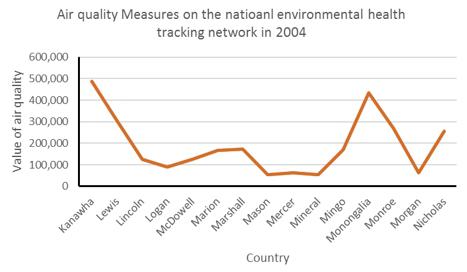 Air quality Measures on the natioanl environmental health
tracking network in 2004
Value of air quality
600,000
500,000
400,000
300,000
200,000
100,000
0
Kanawha
Lewis
Lincoln
Logan
McDowell
Marion
Marshall
Mason
Mercer
Mineral
Mingo
Monongalia
Monroe
Morgan
Nicholas
Country